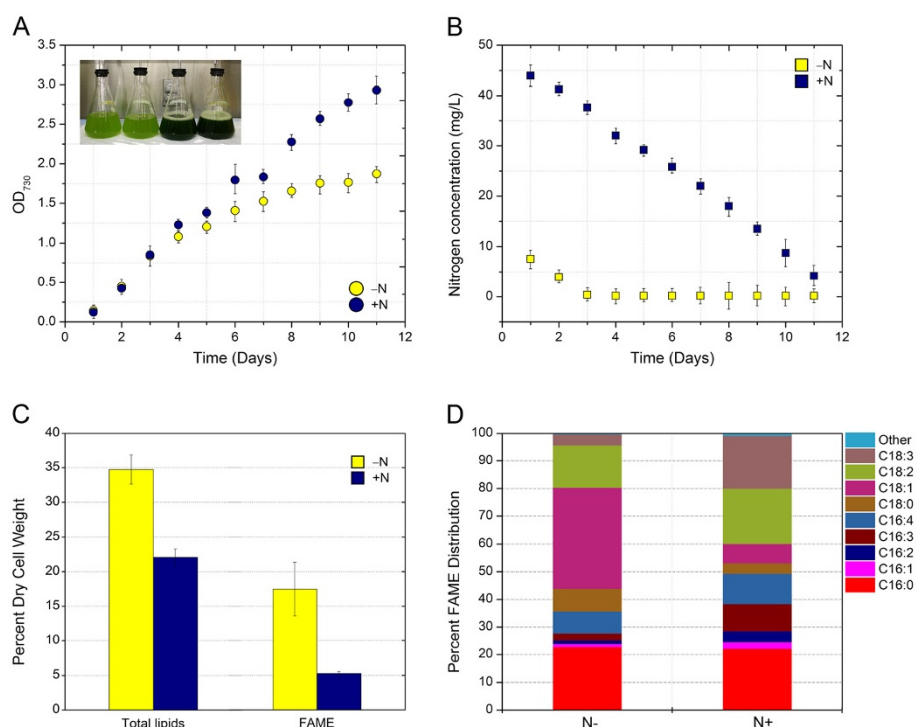 A
3.5
3.0
2.5
2.0
1.5
1.0
0.5
0.0
OD730
−N
+N
0
2
4
6
8
10
12
Time (Days)
B
50
40
30
20
10
0
Nitrogen concentration (mg/L)
−N
+N
0
2
4
6
8
10
12
Time (Days)
C
40
35
30
25
20
15
10
5
0
Percent Dry Cell Weight
−N
+N
Total lipids
FAME
D
100
90
80
70
60
50
40
30
20
10
0
Percent FAME Distribution
N-
N+
Other
C18:3
C18:2
C18:1
C18:0
C16:4
C16:3
C16:2
C16:1
C16:0